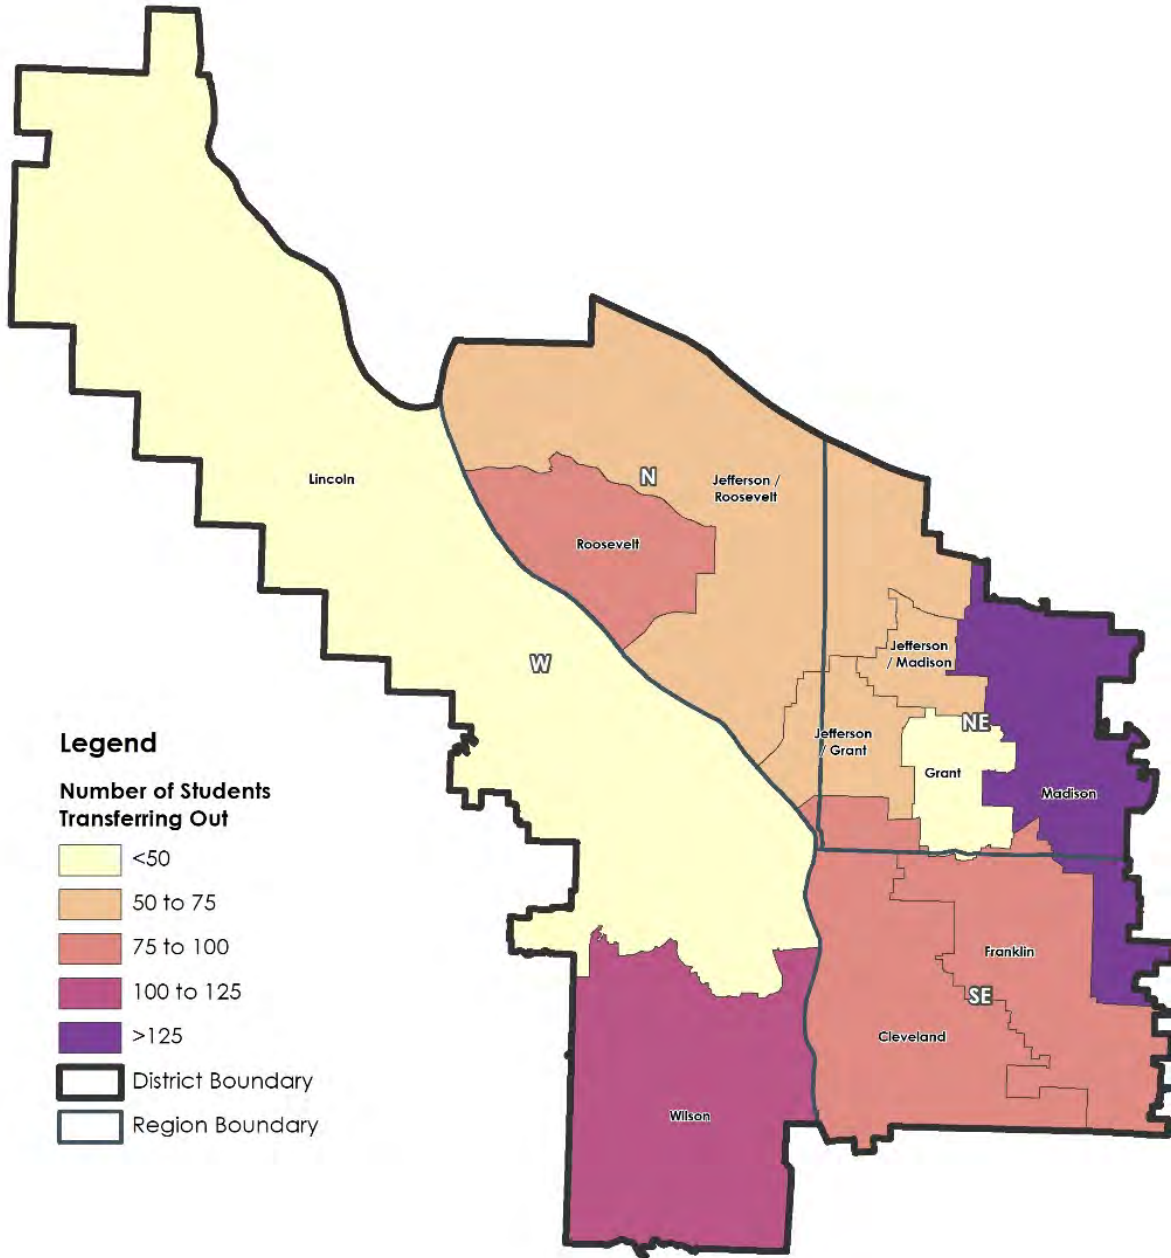 Lincoln
N
Jefferson /
Roosevelt
Roosevelt
Jefferson
/ Madison
W
NE
Jefferson
/ Grant
Grant
Madison
Franklin
SE
Cleveland
Wilson
Legend
Number of Students
Transferring Out
<50
50 to 75
75 to 100
100 to 125
>125
District Boundary
Region Boundary